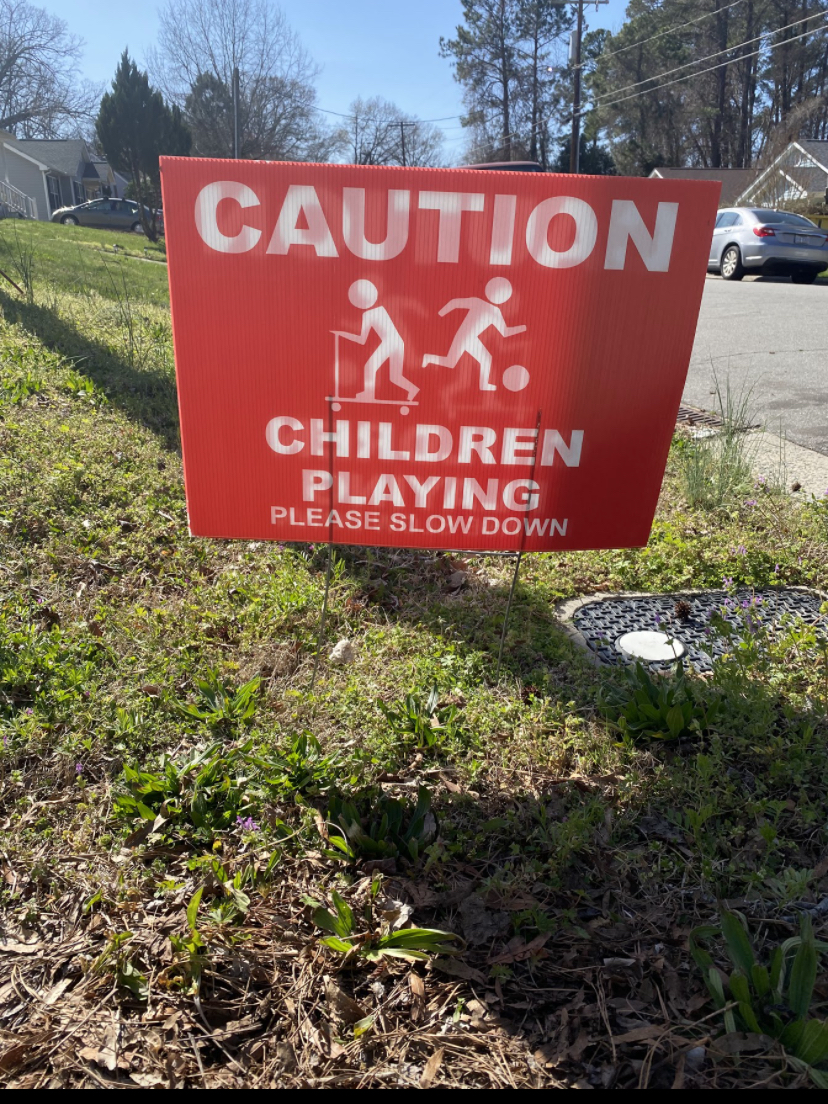 CAUTION
CHILDREN
PLAYING
PLEASE SLOW DOWN